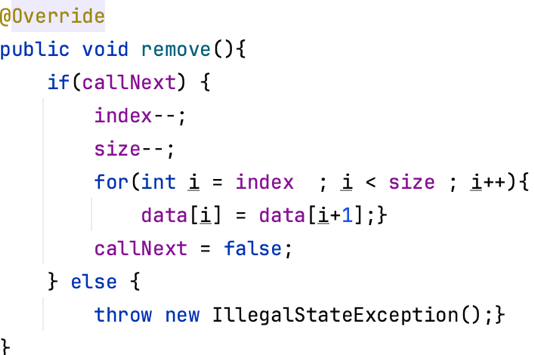 @Override
public void remove(){
    if(callNext) {
        index--;
        size--;
        for(int i = index  ; i < size ; i++){
            data[i] = data[i+1];}
        callNext = false;
    } else {
        throw new IllegalStateException();}
}